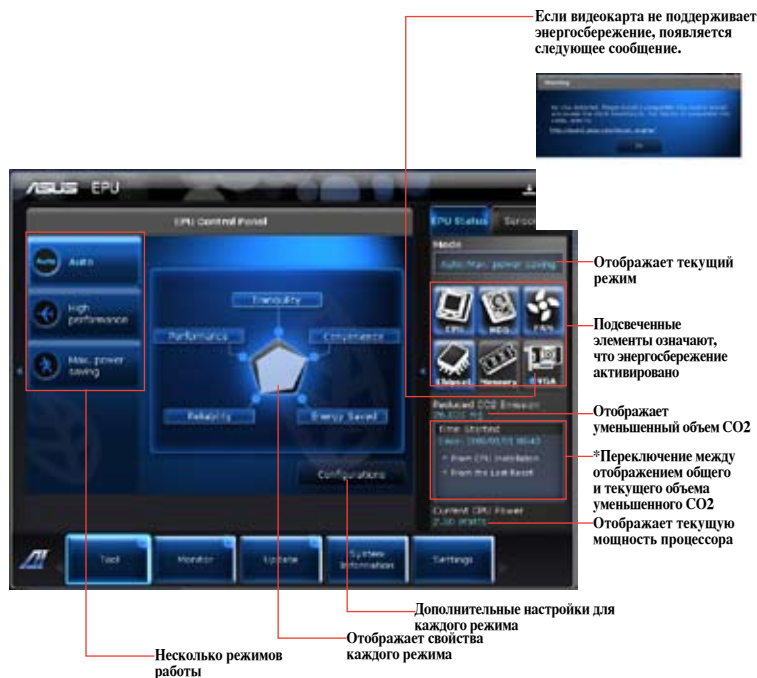 Если видеокарта не поддерживает
энергосбережение, появляется
следующее сообщение.
Warning
OK
ASUS EPU
EPU Control Panel
EPU Status
Auto
High
performance
Max. power
saving
Tranquility
Performance
Convenience
Reliability
Energy Saved
Configurations
Mode
Auto:Max. power saving
CPU
HDD
FAN
Chipset
Memory
VGA
Reduced CO2 Emission
Time Started
From EPU Installation
From the Last Reset
Current CPU Power
Tool
Monitor
Update
System
Information
Settings
Отображает текущий
режим
Подсвеченные
элементы означают,
что энергосбережение
активировано
Отображает
уменьшенный объем CO2
*Переключение между
отображением общего
и текущего объема
уменьшенного CO2
Отображает текущую
мощность процессора
Дополнительные настройки для
каждого режима
Отображает свойства
каждого режима
Несколько режимов
работы